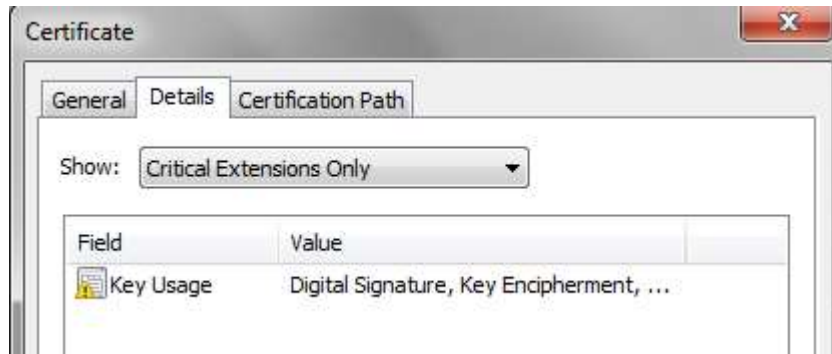 Certificate
General Details Certification Path
Show: Critical Extensions Only
Field Value
Key Usage Digital Signature, Key Encipherment, ...